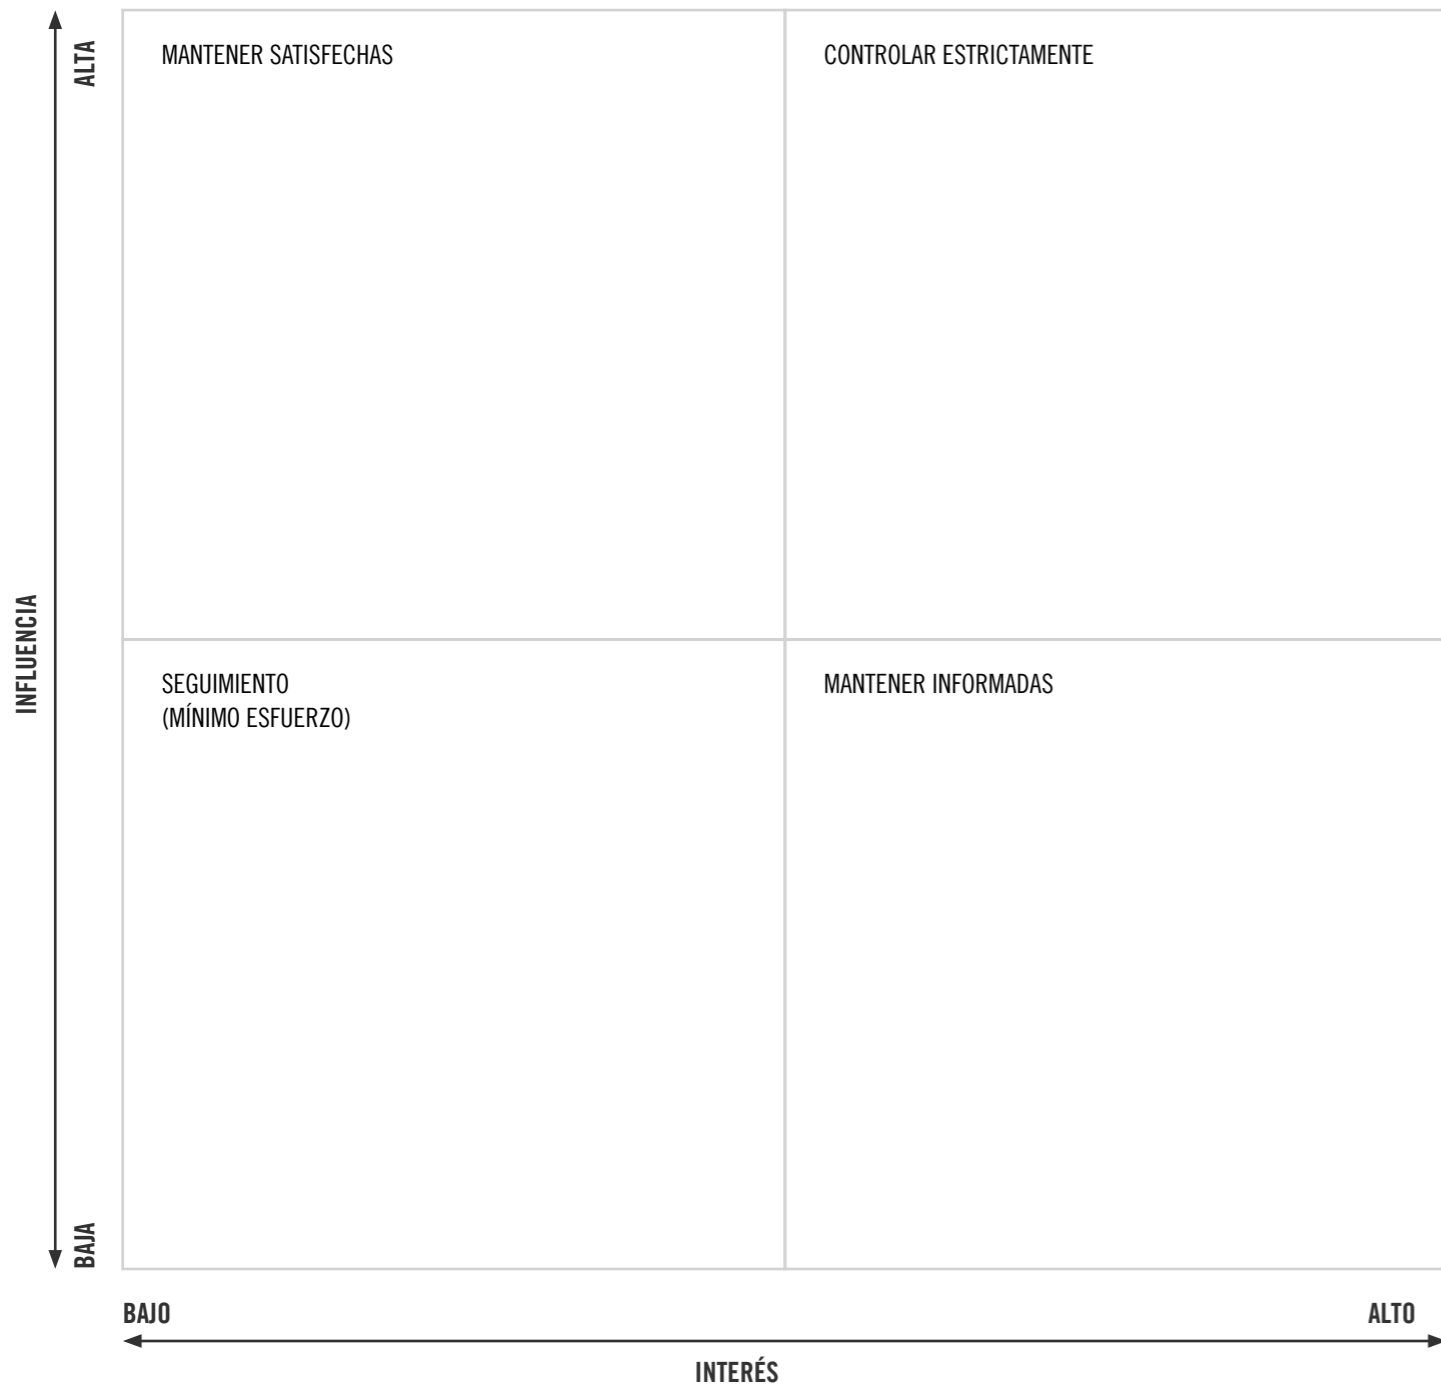 ALTA
MANTENER SATISFECHAS
CONTROLAR ESTRICTAMENTE
INFLUENCIA
SEGUIMIENTO
(MÍNIMO ESFUERZO)
MANTENER INFORMADAS
BAJA
BAJO
ALTO
INTERÉS